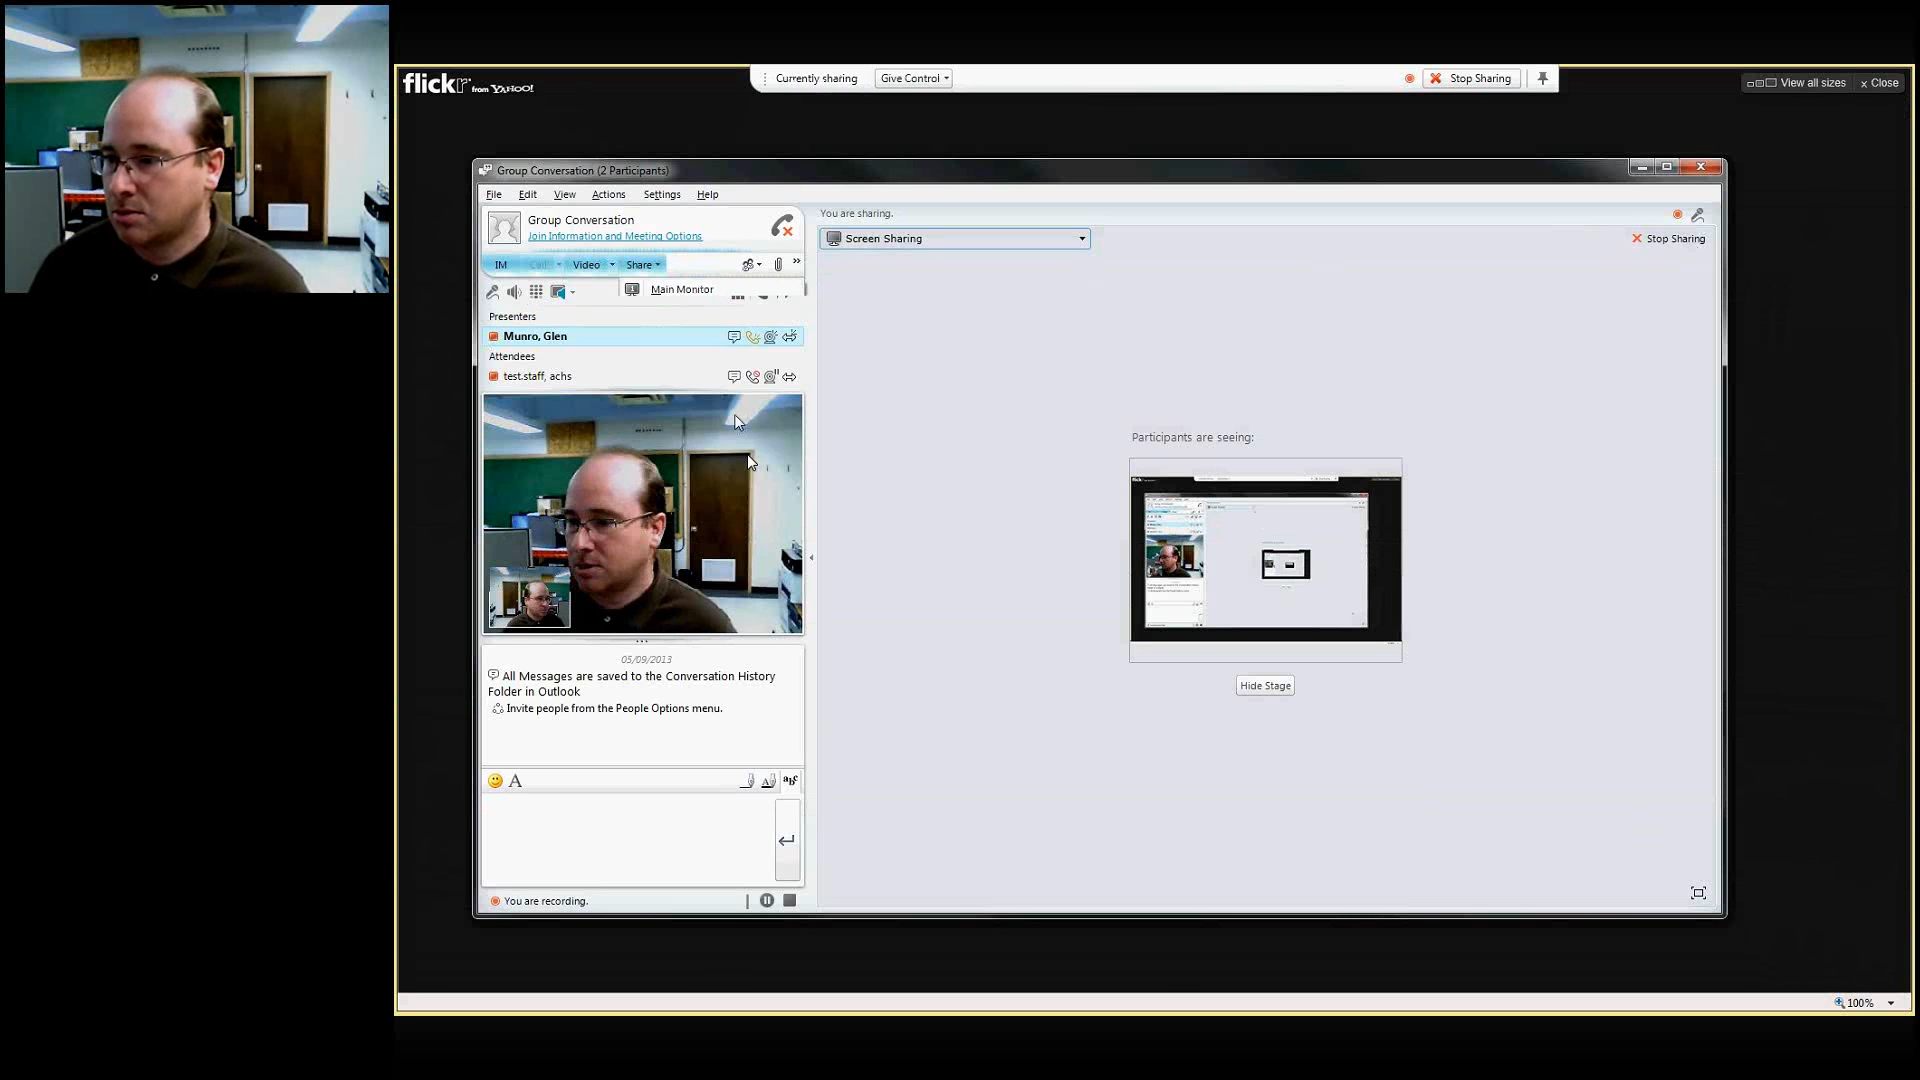 flickr from YAHOO!
Currently sharing
Give Control
Stop Sharing
View all sizes
x Close
Group Conversation (2 Participants)
File Edit View Actions Settings Help
Group Conversation
Join Information and Meeting Options
IM Call Video Share
Main Monitor
Presenters
Munro, Glen
Attendees
test.staff, achs
You are sharing.
Screen Sharing
Stop Sharing
Participants are seeing:
Hide Stage
05/09/2013
All Messages are saved to the Conversation History
Folder in Outlook
Invite people from the People Options menu.
A
A abc
You are recording.
100%